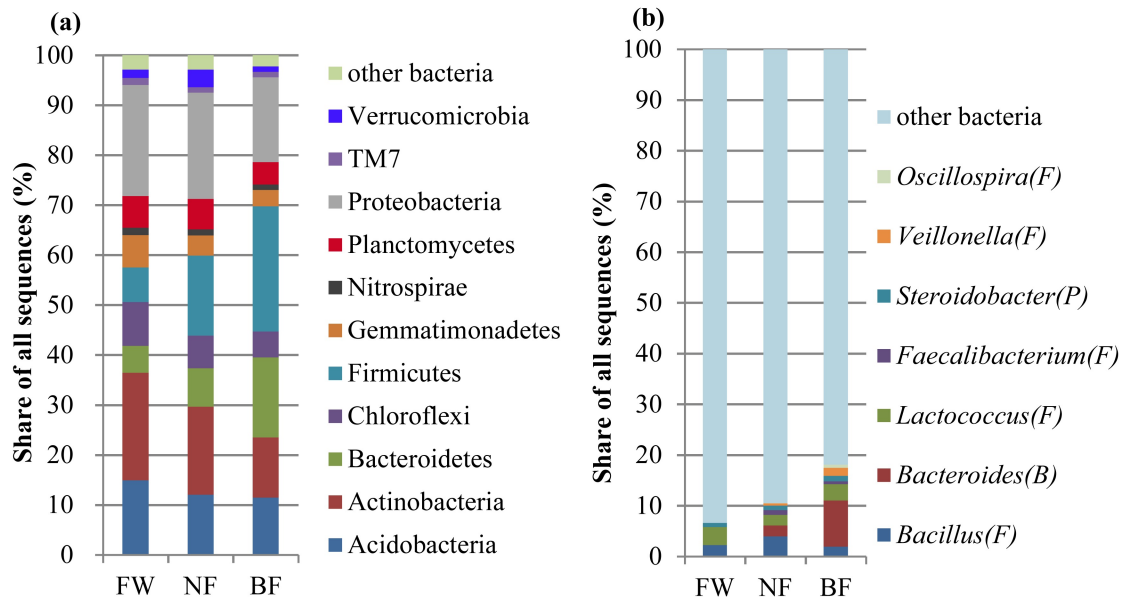 (a)
Share of all sequences (%)
100
90
80
70
60
50
40
30
20
10
0
FW NF BF
other bacteria
Verrucomicrobia
TM7
Proteobacteria
Planctomycetes
Nitrospirae
Gemmatimonadetes
Firmicutes
Chloroflexi
Bacteroidetes
Actinobacteria
Acidobacteria
(b)
Share of all sequences (%)
100
90
80
70
60
50
40
30
20
10
0
FW NF BF
other bacteria
Oscillospira(F)
Veillonella(F)
Steroidobacter(P)
Faecalibacterium(F)
Lactococcus(F)
Bacteroides(B)
Bacillus(F)